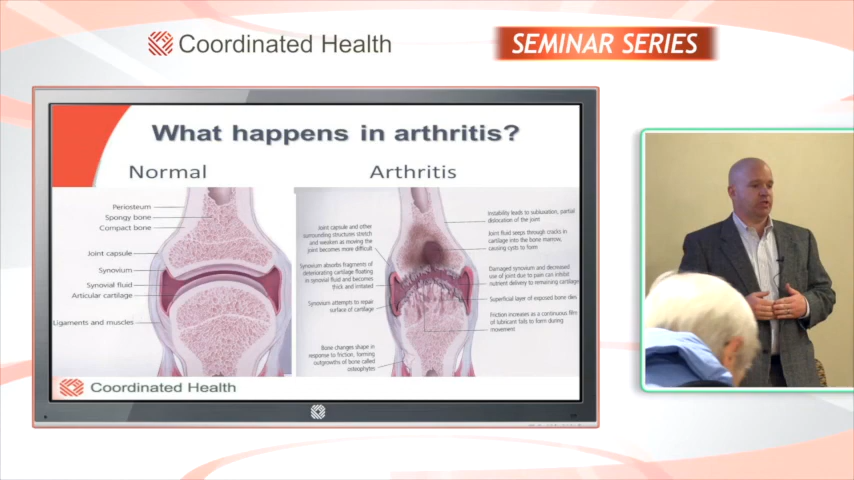 Coordinated Health
SEMINAR SERIES
What happens in arthritis?
Normal
Arthritis
Periosteum
Spongy bone
Compact bone
Joint capsule
Synovium
Synovial fluid
Articular cartilage
Ligaments and muscles
Joint capsule and other
surrounding structures stretch
and weaken as moving the
joint becomes more difficult
Synovium absorbs fragments of
deteriorating cartilage floating
in synovial fluid and becomes
thick and irritated
Synovium attempts to repair
surface of cartilage
Bone changes shape in
response to friction, forming
outgrowths of bone called
osteophytes
Instability leads to subluxation, partial
dislocation of the joint
Joint fluid seeps through cracks in
cartilage into the bone marrow,
causing cysts to form
Damaged synovium and decreased
use of joint due to pain can inhibit
nutrient delivery to remaining cartilage
Superficial layer of exposed bone dies
Friction increases as a continuous film
of lubricant fails to form during
movement
Coordinated Health